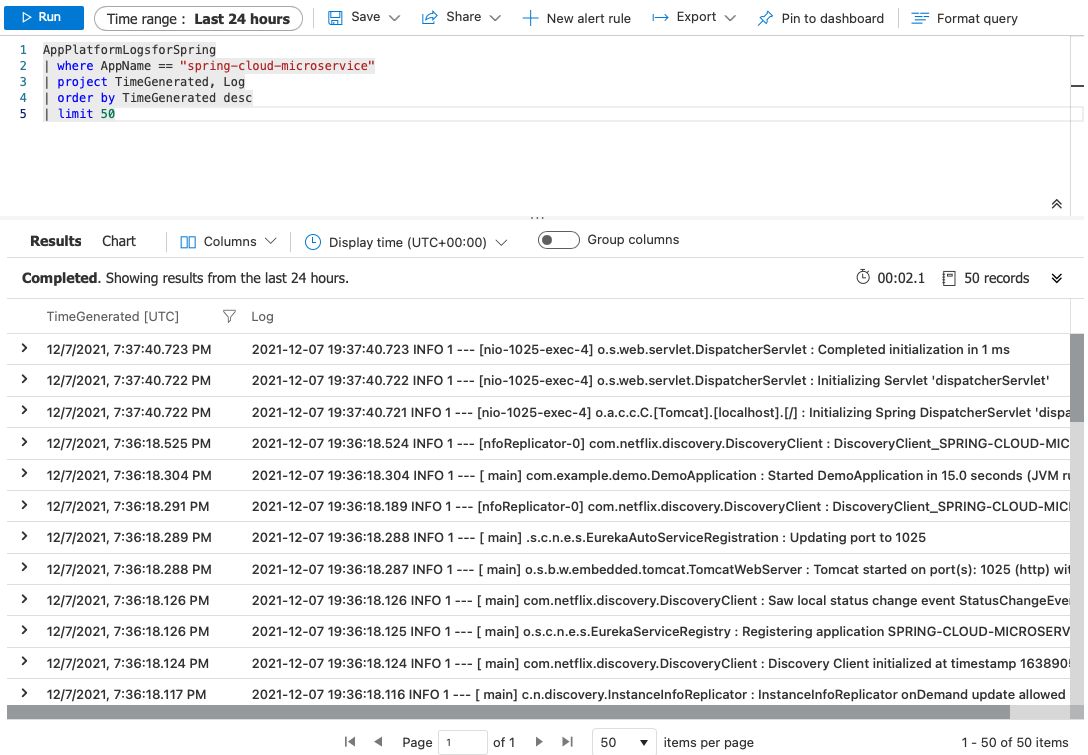 Run Time range : Last 24 hours Save Share New alert rule Export Pin to dashboard Format query
1 AppPlatformLogsforSpring
2 | where AppName == "spring-cloud-microservice"
3 | project TimeGenerated, Log
4 | order by TimeGenerated desc
5 | limit 50
Results Chart Columns Display time (UTC+00:00) Group columns
Completed. Showing results from the last 24 hours. 00:02.1 50 records
TimeGenerated [UTC] Log
12/7/2021, 7:37:40.723 PM 2021-12-07 19:37:40.723 INFO 1 --- [nio-1025-exec-4] o.s.web.servlet.DispatcherServlet : Completed initialization in 1 ms
12/7/2021, 7:37:40.722 PM 2021-12-07 19:37:40.722 INFO 1 --- [nio-1025-exec-4] o.s.web.servlet.DispatcherServlet : Initializing Servlet 'dispatcherServlet'
12/7/2021, 7:37:40.722 PM 2021-12-07 19:37:40.721 INFO 1 --- [nio-1025-exec-4] o.a.c.c.C.[Tomcat].[localhost].[/] : Initializing Spring DispatcherServlet 'dispa
12/7/2021, 7:36:18.525 PM 2021-12-07 19:36:18.524 INFO 1 --- [nfoReplicator-0] com.netflix.discovery.DiscoveryClient : DiscoveryClient_SPRING-CLOUD-MIC
12/7/2021, 7:36:18.304 PM 2021-12-07 19:36:18.304 INFO 1 --- [ main] com.example.demo.DemoApplication : Started DemoApplication in 15.0 seconds (JVM ru
12/7/2021, 7:36:18.291 PM 2021-12-07 19:36:18.189 INFO 1 --- [nfoReplicator-0] com.netflix.discovery.DiscoveryClient : DiscoveryClient_SPRING-CLOUD-MIC
12/7/2021, 7:36:18.289 PM 2021-12-07 19:36:18.288 INFO 1 --- [ main] .s.c.n.e.s.EurekaAutoServiceRegistration : Updating port to 1025
12/7/2021, 7:36:18.288 PM 2021-12-07 19:36:18.287 INFO 1 --- [ main] o.s.b.w.embedded.tomcat.TomcatWebServer : Tomcat started on port(s): 1025 (http) wit
12/7/2021, 7:36:18.126 PM 2021-12-07 19:36:18.126 INFO 1 --- [ main] com.netflix.discovery.DiscoveryClient : Saw local status change event StatusChangeEve
12/7/2021, 7:36:18.126 PM 2021-12-07 19:36:18.125 INFO 1 --- [ main] o.s.c.n.e.s.EurekaServiceRegistry : Registering application SPRING-CLOUD-MICROSERV
12/7/2021, 7:36:18.124 PM 2021-12-07 19:36:18.124 INFO 1 --- [ main] com.netflix.discovery.DiscoveryClient : Discovery Client initialized at timestamp 1638905
12/7/2021, 7:36:18.117 PM 2021-12-07 19:36:18.116 INFO 1 --- [ main] c.n.discovery.InstanceInfoReplicator : InstanceInfoReplicator onDemand update allowed
Page 1 of 1 50 items per page 1 - 50 of 50 items